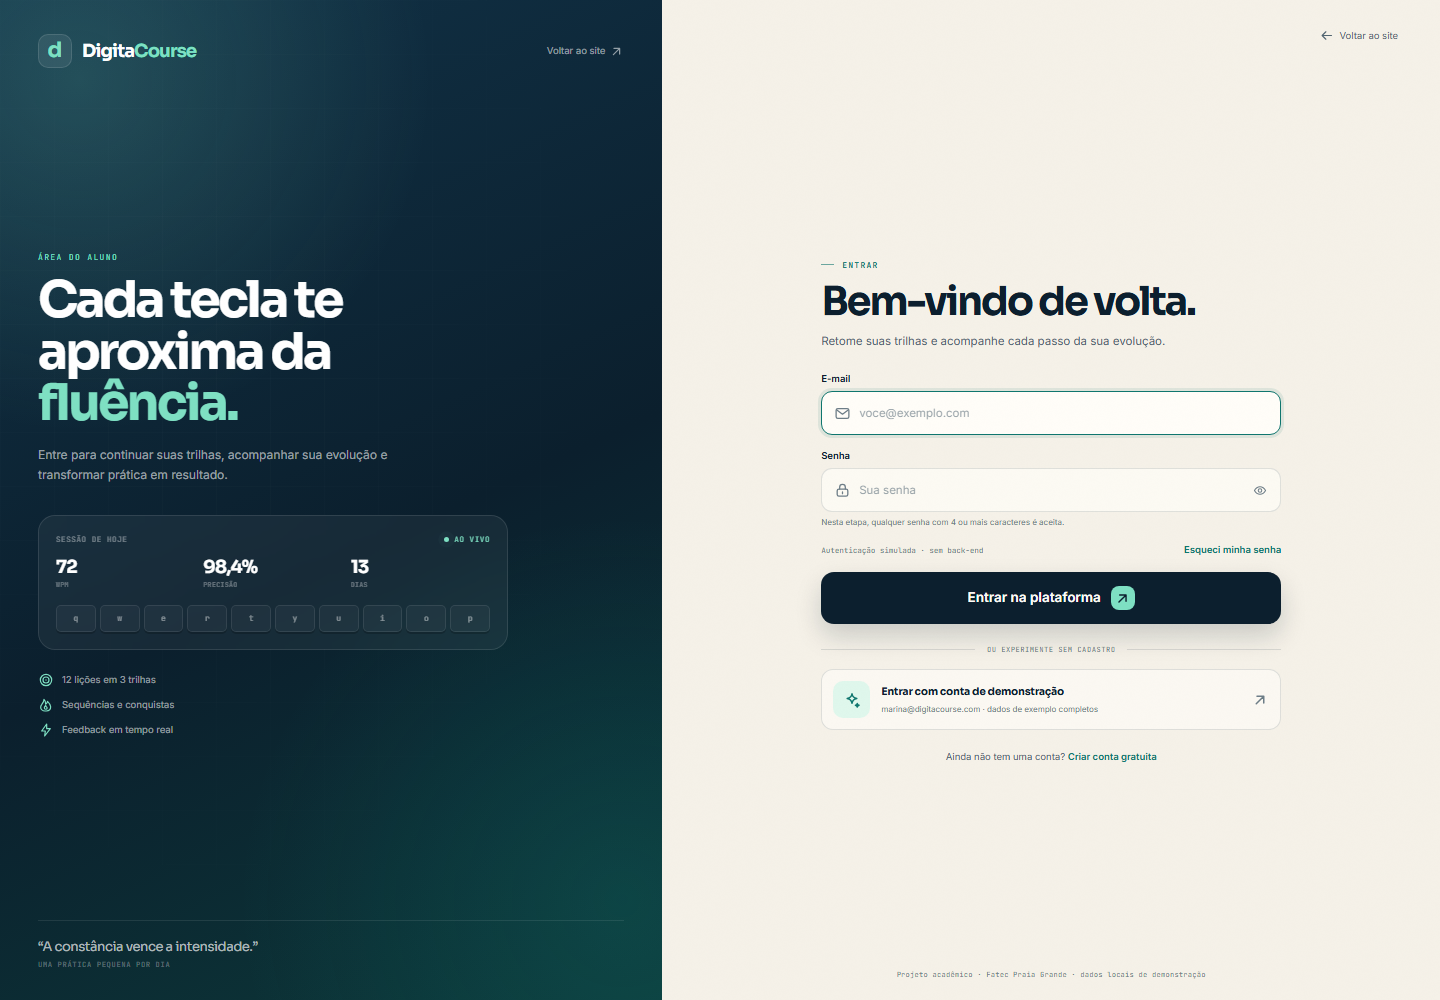 d DigitaCourse
Voltar ao site
ÁREA DO ALUNO
Cada tecla te
aproxima da
fluência.
Entre para continuar suas trilhas, acompanhar sua evolução e
transformar prática em resultado.
SESSÃO DE HOJE
AO VIVO
72
98,4%
13
WPM
PRECISÃO
DIAS
q w e r t y u i o p
12 lições em 3 trilhas
Sequências e conquistas
Feedback em tempo real
“A constância vence a intensidade.”
UMA PRÁTICA PEQUENA POR DIA
Voltar ao site
ENTRAR
Bem-vindo de volta.
Retome suas trilhas e acompanhe cada passo da sua evolução.
E-mail
voce@exemplo.com
Senha
Sua senha
Nesta etapa, qualquer senha com 4 ou mais caracteres é aceita.
Autenticação simulada · sem back-end
Esqueci minha senha
Entrar na plataforma
OU EXPERIMENTE SEM CADASTRO
Entrar com conta de demonstração
marina@digitacourse.com · dados de exemplo completos
Ainda não tem uma conta? Criar conta gratuita
Projeto acadêmico · Fatec Praia Grande · dados locais de demonstração